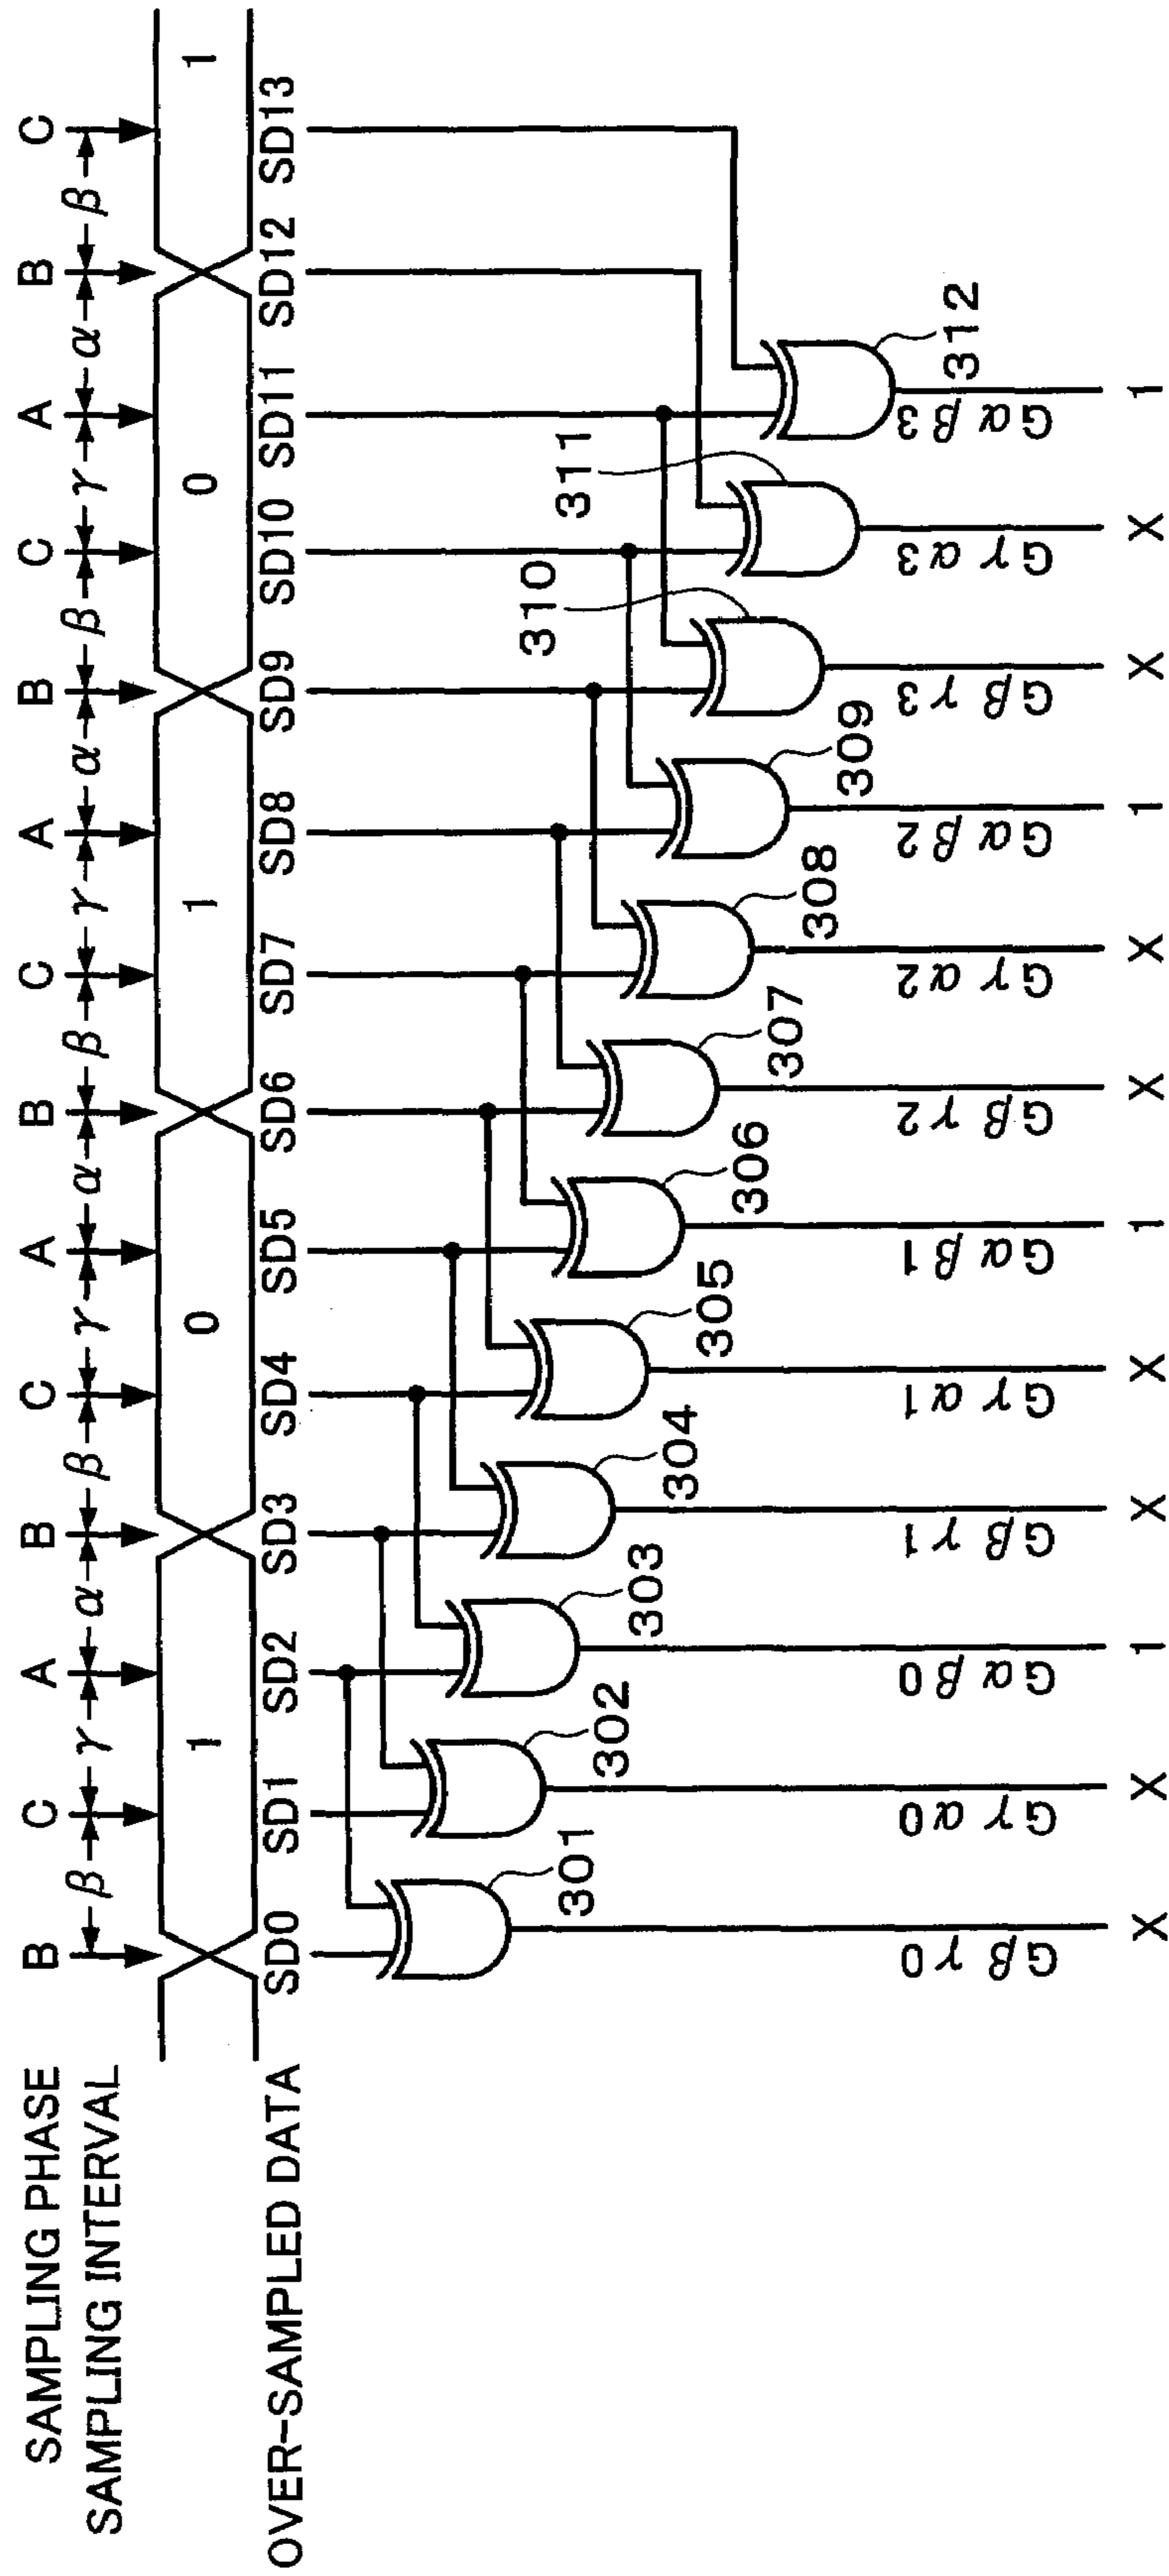 SAMPLING PHASE B C A B C A B C A B C A B C
SAMPLING INTERVAL β γ α β γ α β γ α β γ α β
1 0 1 0 1
OVER-SAMPLED DATA SD0 SD1 SD2 SD3 SD4 SD5 SD6 SD7 SD8 SD9 SD10 SD11 SD12 SD13
301 302 303 304 305 306 307 308 309 310 311 312
Gβγ0 Gγα0 Gαβ0 Gβγ1 Gγα1 Gαβ1 Gβγ2 Gγα2 Gαβ2 Gβγ3 Gγα3 Gαβ3
X X 1 X X 1 X X 1 X X 1